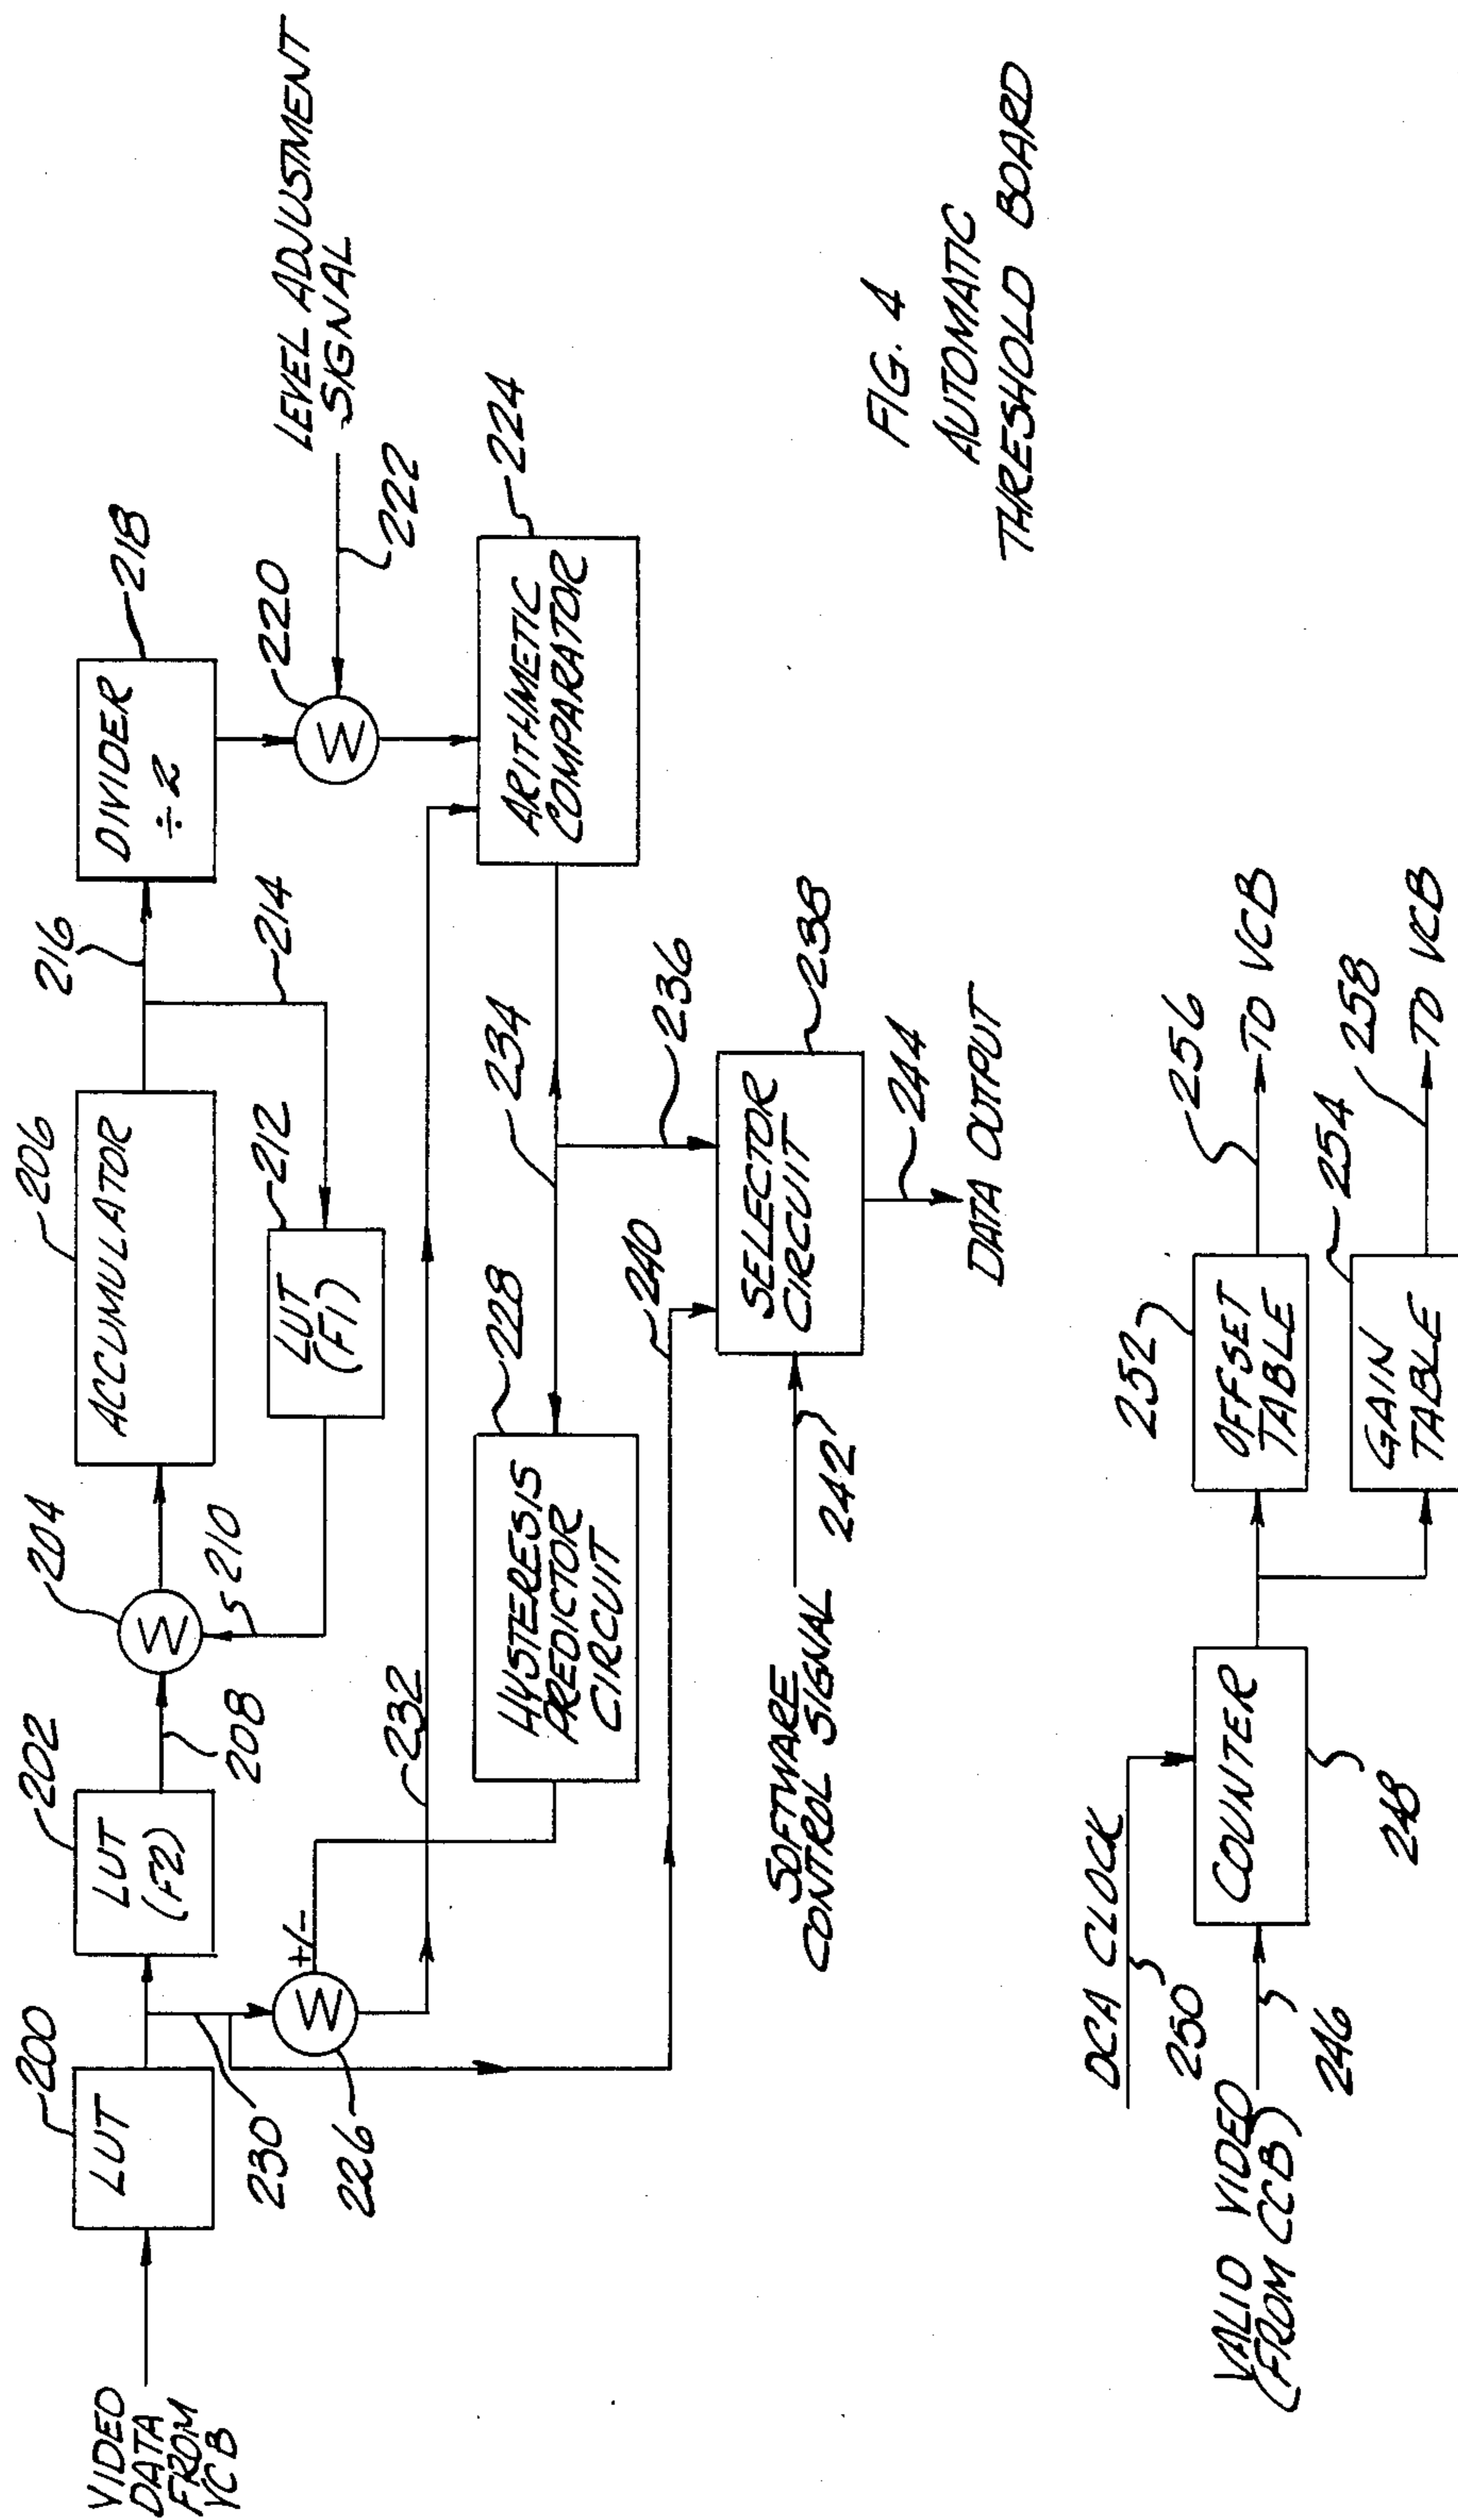 VIDEO
DATA
FROM
VCB
200
LUT
230
226
+/-
202
LUT
(F2)
208
204
210
206
ACCUMULATOR
212
LUT
(F1)
214
216
DIVIDER
÷2
218
220
LEVEL ADJUSTMENT
SIGNAL
222
224
ARITHMETIC
COMPARATOR
232
228
HYSTERESIS
PREDICTOR
CIRCUIT
234
236
240
238
SELECTOR
CIRCUIT
SOFTWARE
CONTROL SIGNAL
242
244
DATA OUTPUT
FIG. 4
AUTOMATIC
THRESHOLD BOARD
DCA CLOCK
250
VALID VIDEO
(FROM CCB)
246
COUNTER
248
252
OFFSET
TABLE
256
TO VCB
254
GAIN
TABLE
258
TO VCB